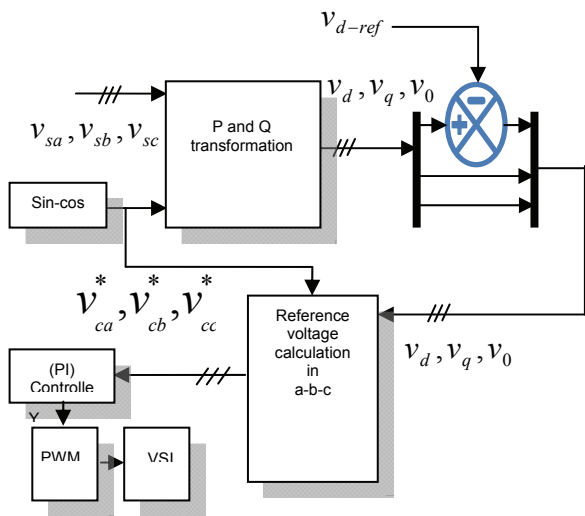 v_{d-ref}
v_d, v_q, v_0
P and Q
transformation
v_{sa}, v_{sb}, v_{sc}
Sin-cos
v^*_{ca}, v^*_{cb}, v^*_{cc}
Reference
voltage
calculation
in
a-b-c
v_d, v_q, v_0
(PI)
Controlle
Y
PWM
VSI